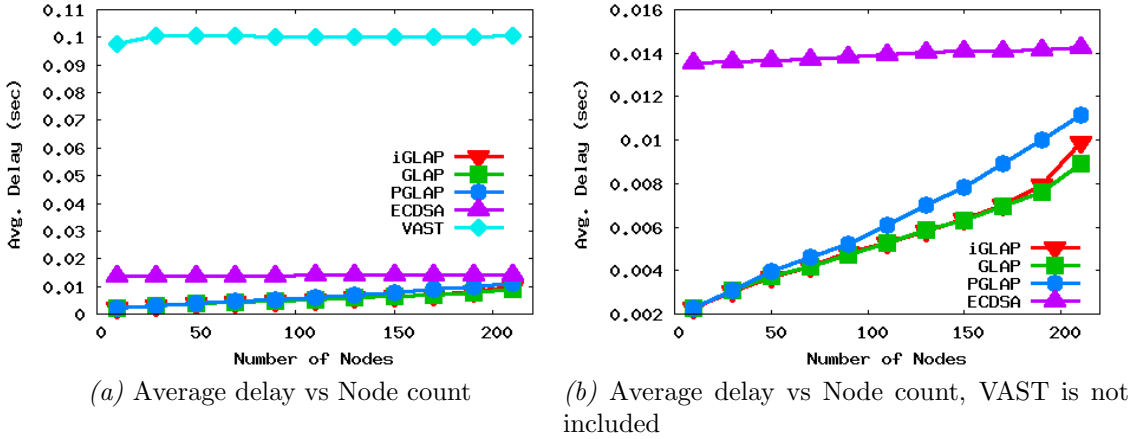 0.11
0.1
0.09
0.08
0.07
0.06
0.05
0.04
0.03
0.02
0.01
0
Avg. Delay (sec)
iGLAP
GLAP
PGLAP
ECDSA
VAST
0 50 100 150 200
Number of Nodes
(a) Average delay vs Node count
0.016
0.014
0.012
0.01
0.008
0.006
0.004
0.002
Avg. Delay (sec)
iGLAP
GLAP
PGLAP
ECDSA
0 50 100 150 200
Number of Nodes
(b) Average delay vs Node count, VAST is not
included